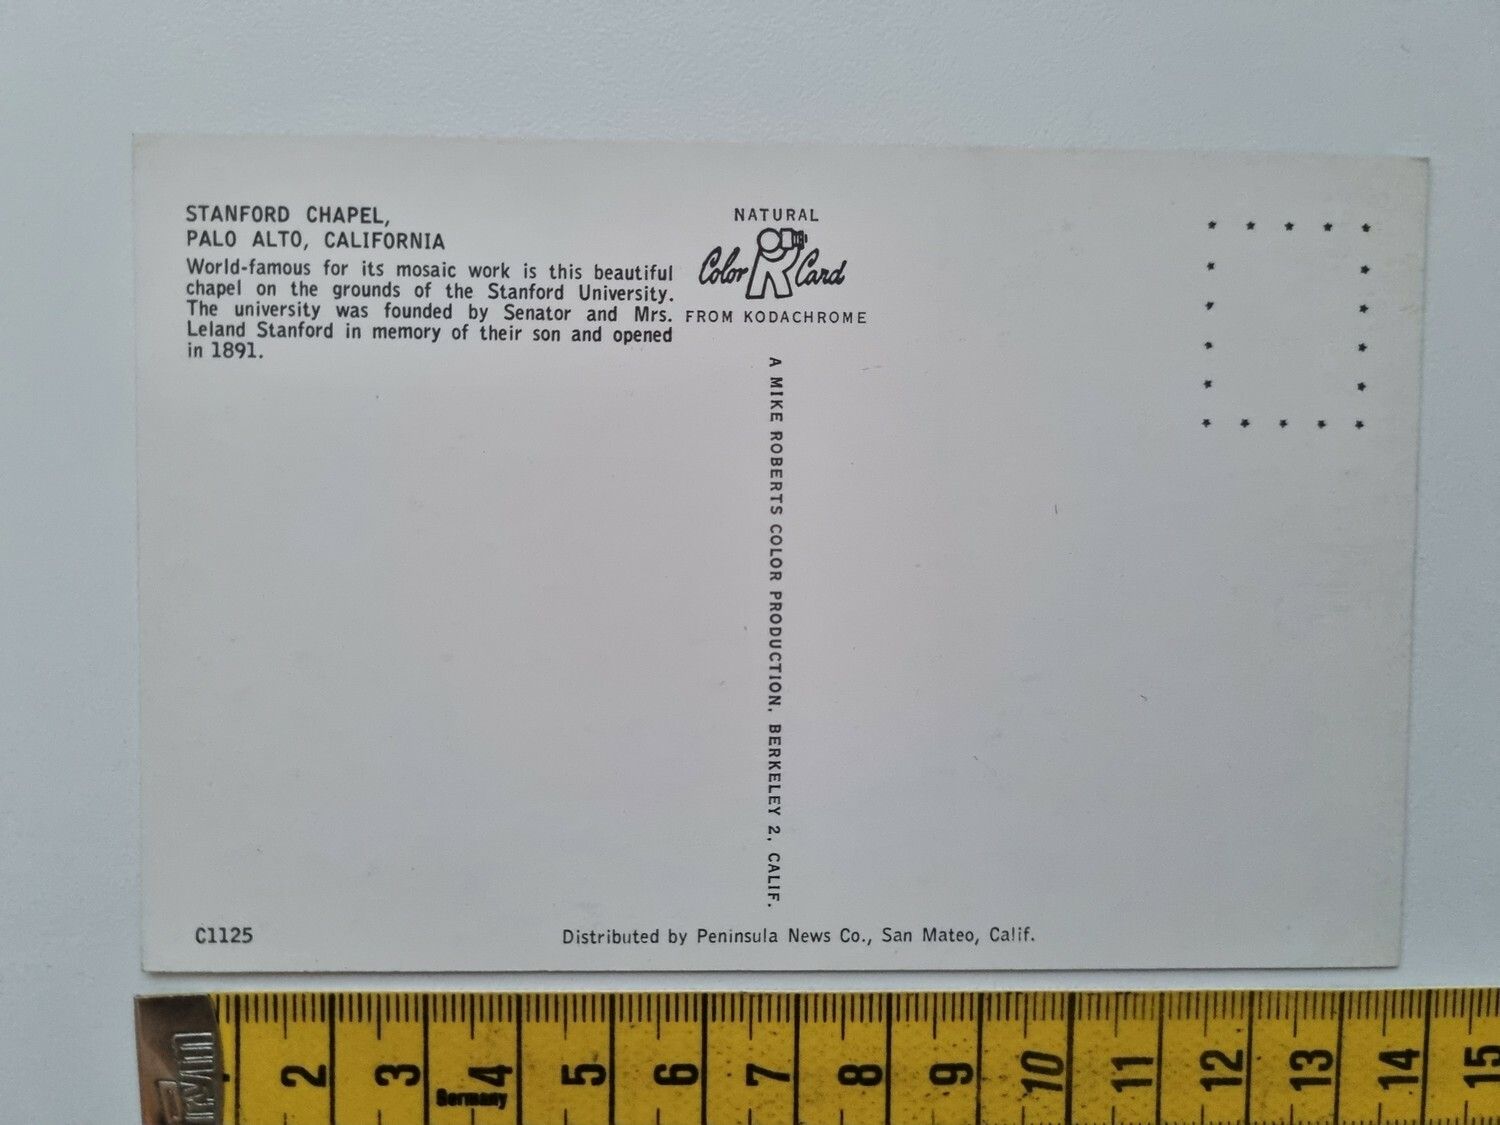 STANFORD CHAPEL,
PALO ALTO, CALIFORNIA
World-famous for its mosaic work is this beautiful
chapel on the grounds of the Stanford University.
The university was founded by Senator and Mrs.
Leland Stanford in memory of their son and opened
in 1891.
NATURAL
Color Card
FROM KODACHROME
A MIKE ROBERTS COLOR PRODUCTION, BERKELEY 2, CALIF.
C1125
Distributed by Peninsula News Co., San Mateo, Calif.
2 3 4 5 6 7 8 9 10 11 12 13 14 15
Germany